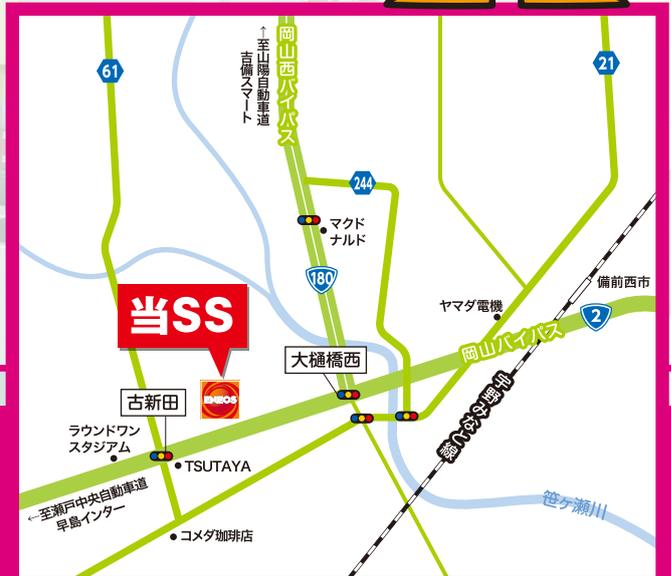 61
←至山陽自動車道
吉備スマート
岡山西バイパス
21
244
マクド
ナルド
180
備前西市
ヤマダ電機
2
岡山バイパス
当SS
大樋橋西
ENEOS
古新田
宇野みなと線
ラウンドワン
スタジアム
TSUTAYA
←至瀬戸中央自動車道
早島インター
笹ヶ瀬川
コメダ珈琲店